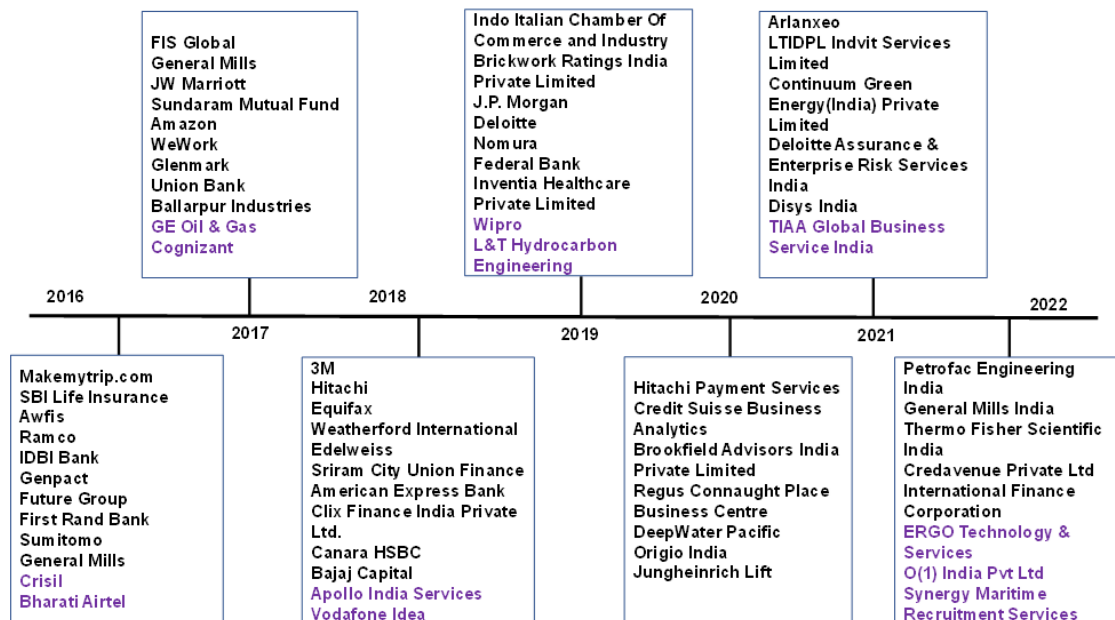 FIS Global
General Mills
JW Marriott
Sundaram Mutual Fund
Amazon
WeWork
Glenmark
Union Bank
Ballarpur Industries
GE Oil & Gas
Cognizant
Indo Italian Chamber Of
Commerce and Industry
Brickwork Ratings India
Private Limited
J.P. Morgan
Deloitte
Nomura
Federal Bank
Inventia Healthcare
Private Limited
Wipro
L&T Hydrocarbon
Engineering
Arlanxeo
LTIDPL Indvit Services
Limited
Continuum Green
Energy(India) Private
Limited
Deloitte Assurance &
Enterprise Risk Services
India
Disys India
TIAA Global Business
Service India
2016
2018
2020
2022
2017
2019
2021
Makemytrip.com
SBI Life Insurance
Awfis
Ramco
IDBI Bank
Genpact
Future Group
First Rand Bank
Sumitomo
General Mills
Crisil
Bharati Airtel
3M
Hitachi
Equifax
Weatherford International
Edelweiss
Sriram City Union Finance
American Express Bank
Clix Finance India Private
Ltd.
Canara HSBC
Bajaj Capital
Apollo India Services
Vodafone Idea
Hitachi Payment Services
Credit Suisse Business
Analytics
Brookfield Advisors India
Private Limited
Regus Connaught Place
Business Centre
DeepWater Pacific
Origio India
Jungheinrich Lift
Petrofac Engineering
India
General Mills India
Thermo Fisher Scientific
India
Credavenue Private Ltd
International Finance
Corporation
ERGO Technology &
Services
O(1) India Pvt Ltd
Synergy Maritime
Recruitment Services